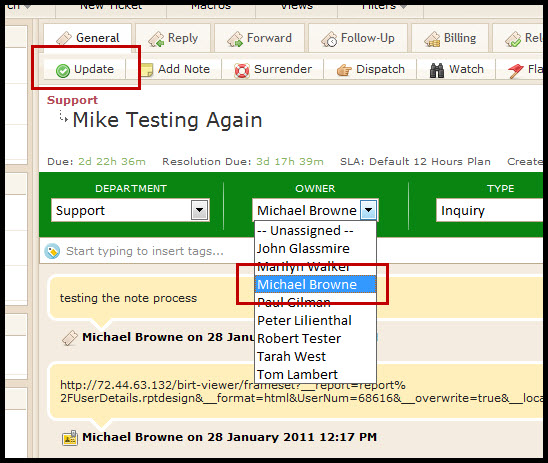 New Ticket Macros Views Filters
General Reply Forward Follow-Up Billing
Update Add Note Surrender Dispatch Watch Fla
Support
Mike Testing Again
Due: 2d 22h 36m Resolution Due: 3d 17h 39m SLA: Default 12 Hours Plan Create
DEPARTMENT OWNER TYPE
Support Michael Browne Inquiry
-- Unassigned --
Start typing to insert tags... John Glassmire
Marilyn Walker
Michael Browne
testing the note process
Paul Gilman
Peter Lilienthal
Michael Browne on 28 Janu Robert Tester
Tarah West
Tom Lambert
http://72.44.63.132/birt-viewer/frameset?__report=report%
2FUserDetails.rptdesign&__format=html&UserNum=68616&__overwrite=true&__loca
Michael Browne on 28 January 2011 12:17 PM